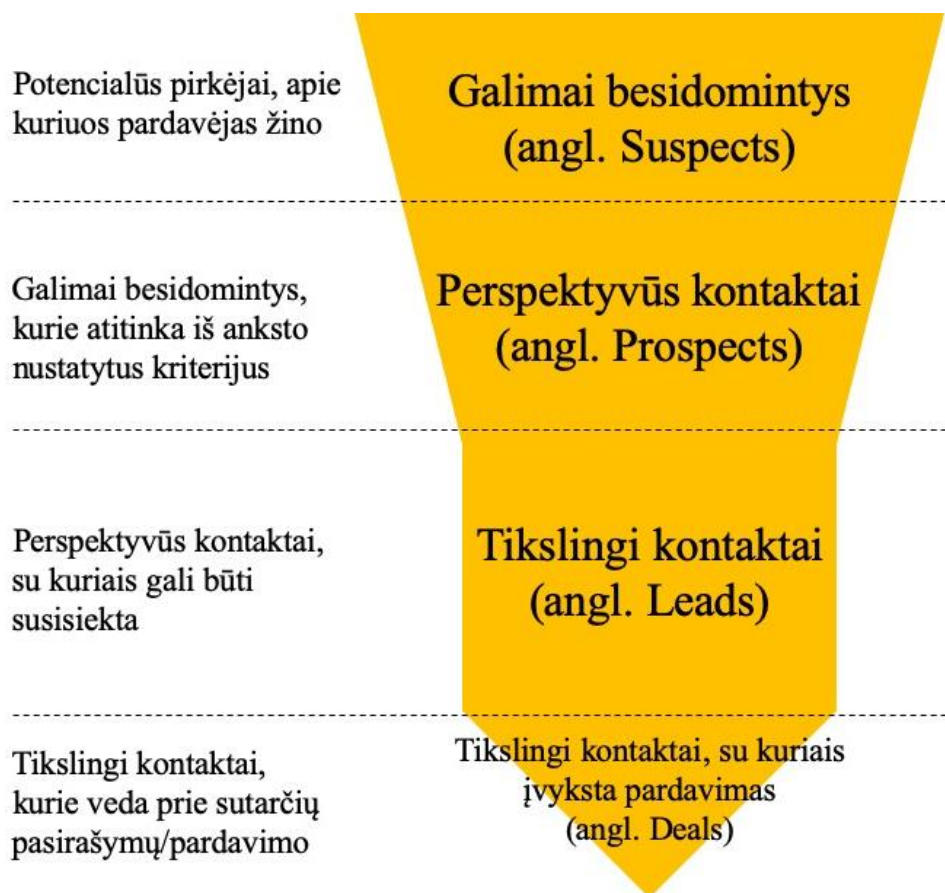 Potencialūs pirkėjai, apie
kuriuos pardavėjas žino
Galimai besidomintys
(angl. Suspects)
Galimai besidomintys,
kurie atitinka iš anksto
nustatytus kriterijus
Perspektyvūs kontaktai
(angl. Prospects)
Perspektyvūs kontaktai,
su kuriais gali būti
susisiekta
Tikslingi kontaktai
(angl. Leads)
Tikslingi kontaktai,
kurie veda prie sutarčių
pasirašymų/pardavimo
Tikslingi kontaktai, su kuriais
įvyksta pardavimas
(angl. Deals)